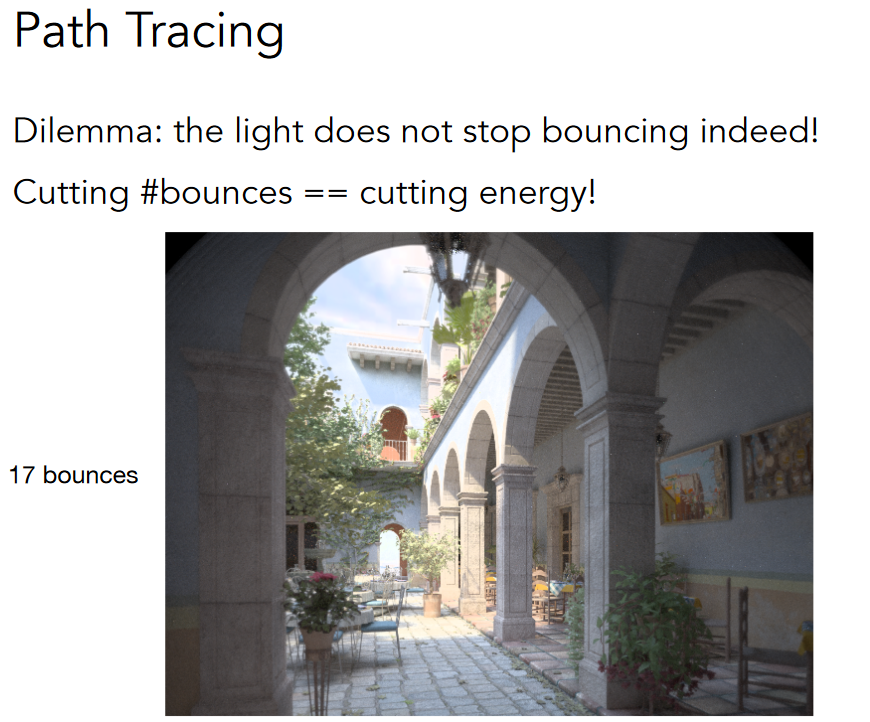 Path Tracing
Dilemma: the light does not stop bouncing indeed!
Cutting #bounces == cutting energy!
17 bounces